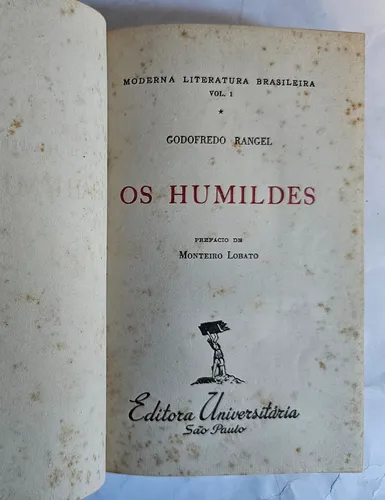 MODERNA LITERATURA BRASILEIRA
VOL. I
*
GODOFREDO RANGEL
OS HUMILDES
PREFACIO DE
MONTEIRO LOBATO
Editora Universitária
São Paulo